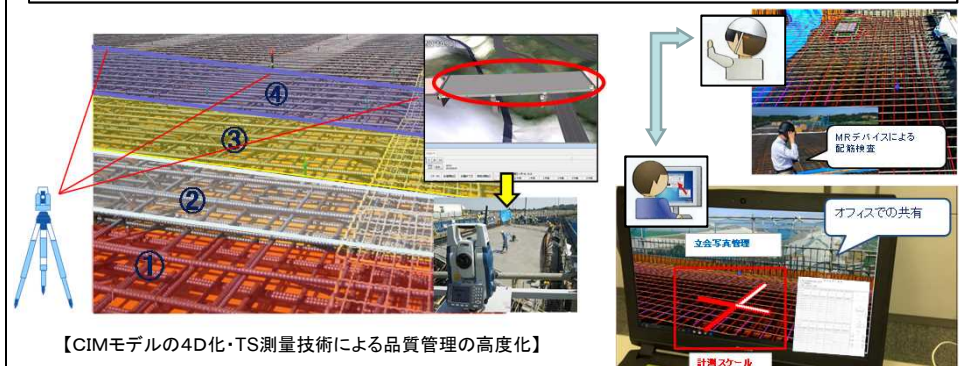 ④
③
②
①
MRデバイスによる
配筋検査
オフィスでの共有
立会写真管理
計測スケール
【CIMモデルの4D化・TS測量技術による品質管理の高度化】